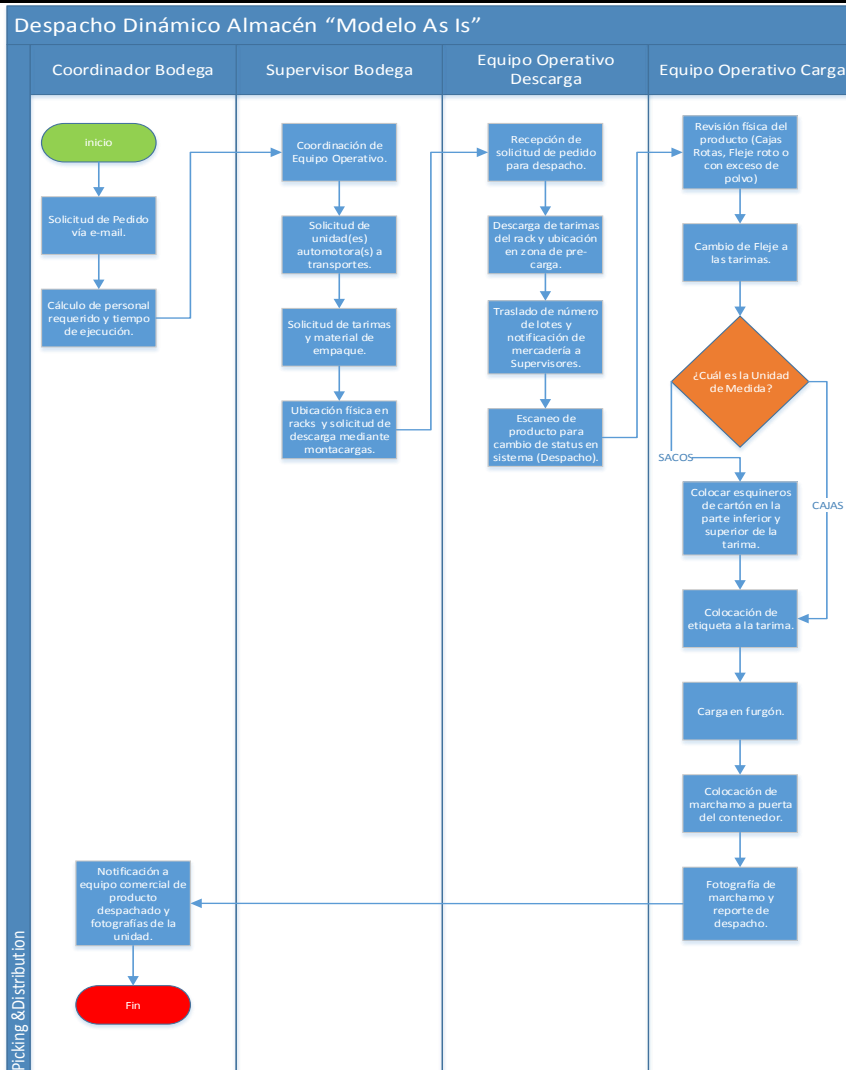 Despacho Dinámico Almacén “Modelo As Is”
Coordinador Bodega
Supervisor Bodega
Equipo Operativo
Descarga
Equipo Operativo Carga
inicio
Solicitud de Pedido
vía e-mail.
Cálculo de personal
requerido y tiempo
de ejecución.
Coordinación de
Equipo Operativo.
Solicitud de
unidad(es)
automotora(s) a
transportes.
Solicitud de tarimas
y material de
empaque.
Ubicación física en
racks y solicitud de
descarga mediante
montacargas.
Recepción de
solicitud de pedido
para despacho.
Descarga de tarimas
del rack y ubicación
en zona de pre-
carga.
Traslado de número
de lotes y
notificación de
mercadería a
Supervisores.
Escaneo de
producto para
cambio de status en
sistema (Despacho).
Revisión física del
producto (Cajas
Rotas, Fleje roto o
con exceso de
polvo)
Cambio de Fleje a
las tarimas.
¿Cuál es la Unidad
de Medida?
SACOS
CAJAS
Colocar esquineros
de cartón en la
parte inferior y
superior de la
tarima.
Colocación de
etiqueta a la tarima.
Carga en furgón.
Colocación de
marchamo a puerta
del contenedor.
Fotografía de
marchamo y
reporte de
despacho.
Notificación a
equipo comercial de
producto
despachado y
fotografías de la
unidad.
Fin
Picking &Distribution